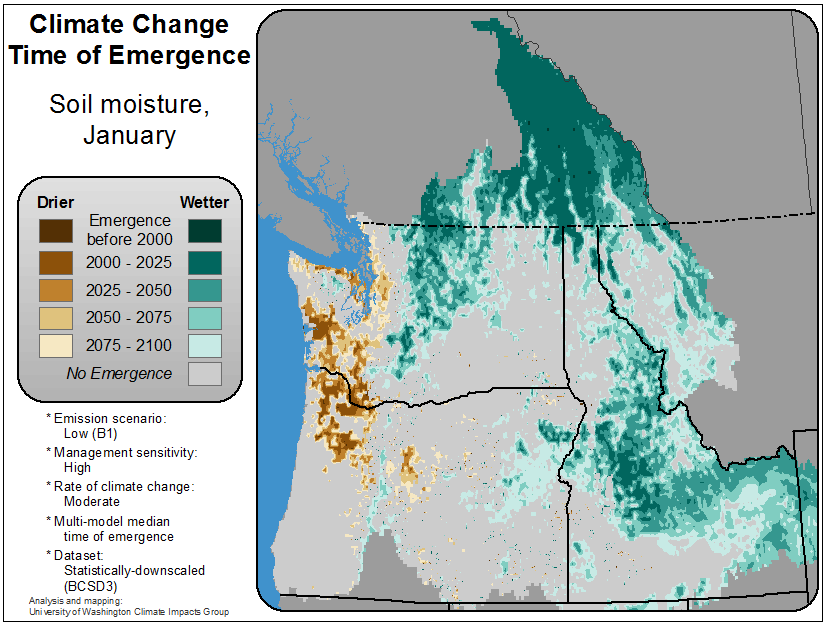 Climate Change
Time of Emergence
Soil moisture,
January
Drier Wetter
Emergence
before 2000
2000 - 2025
2025 - 2050
2050 - 2075
2075 - 2100
No Emergence
* Emission scenario:
Low (B1)
* Management sensitivity:
High
* Rate of climate change:
Moderate
* Multi-model median
time of emergence
* Dataset:
Statistically-downscaled
(BCSD3)
Analysis and mapping:
University of Washington Climate Impacts Group